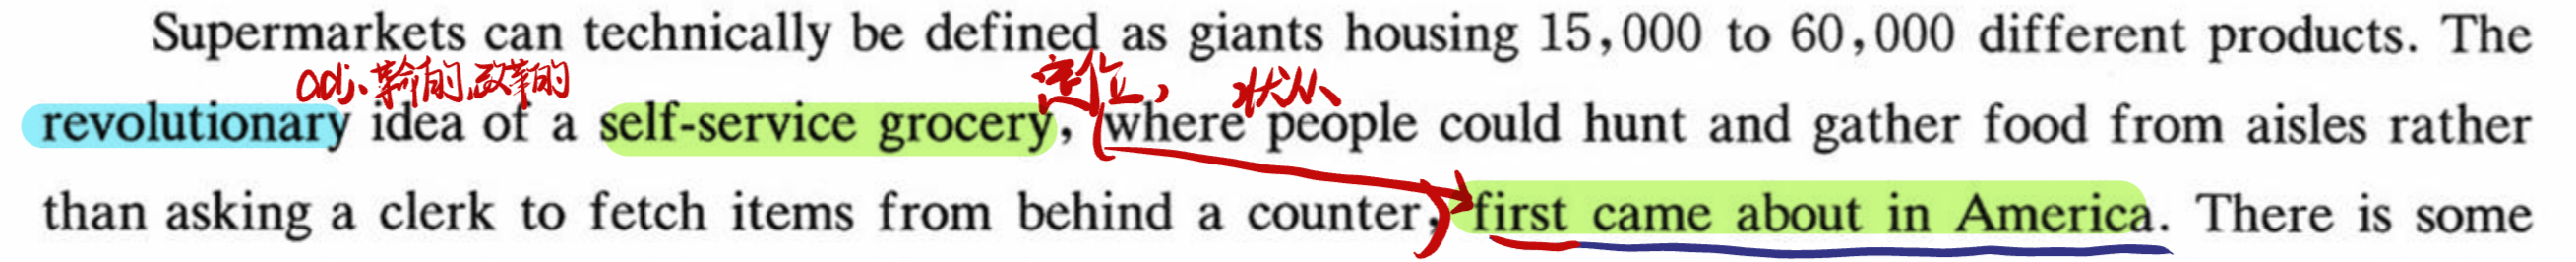 Supermarkets can technically be defined as giants housing 15,000 to 60,000 different products. The
adj、革命的,改革的
定位, 状从
revolutionary idea of a self-service grocery, (where people could hunt and gather food from aisles rather
than asking a clerk to fetch items from behind a counter,) first came about in America. There is some